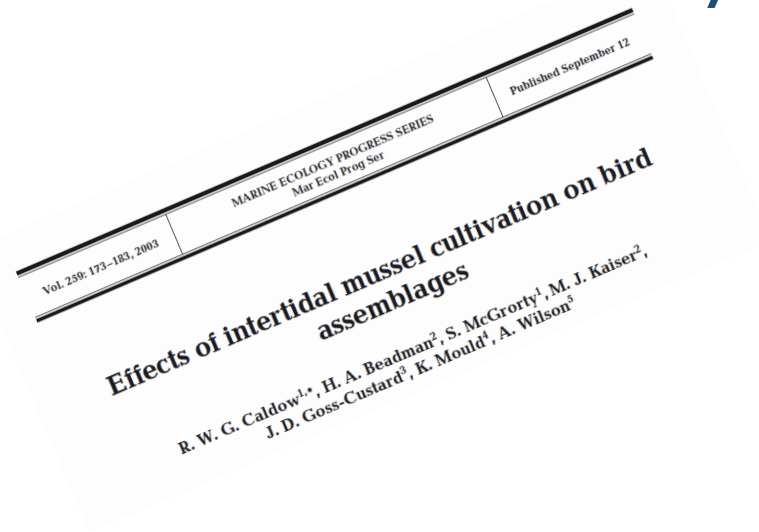 Vol. 259: 173–183, 2003
MARINE ECOLOGY PROGRESS SERIES
Mar Ecol Prog Ser
Published September 12
Effects of intertidal mussel cultivation on bird
assemblages
R. W. G. Caldow1,*, H. A. Beadman2, S. McGrorty1, M. J. Kaiser2,
J. D. Goss-Custard3, K. Mould4, A. Wilson5